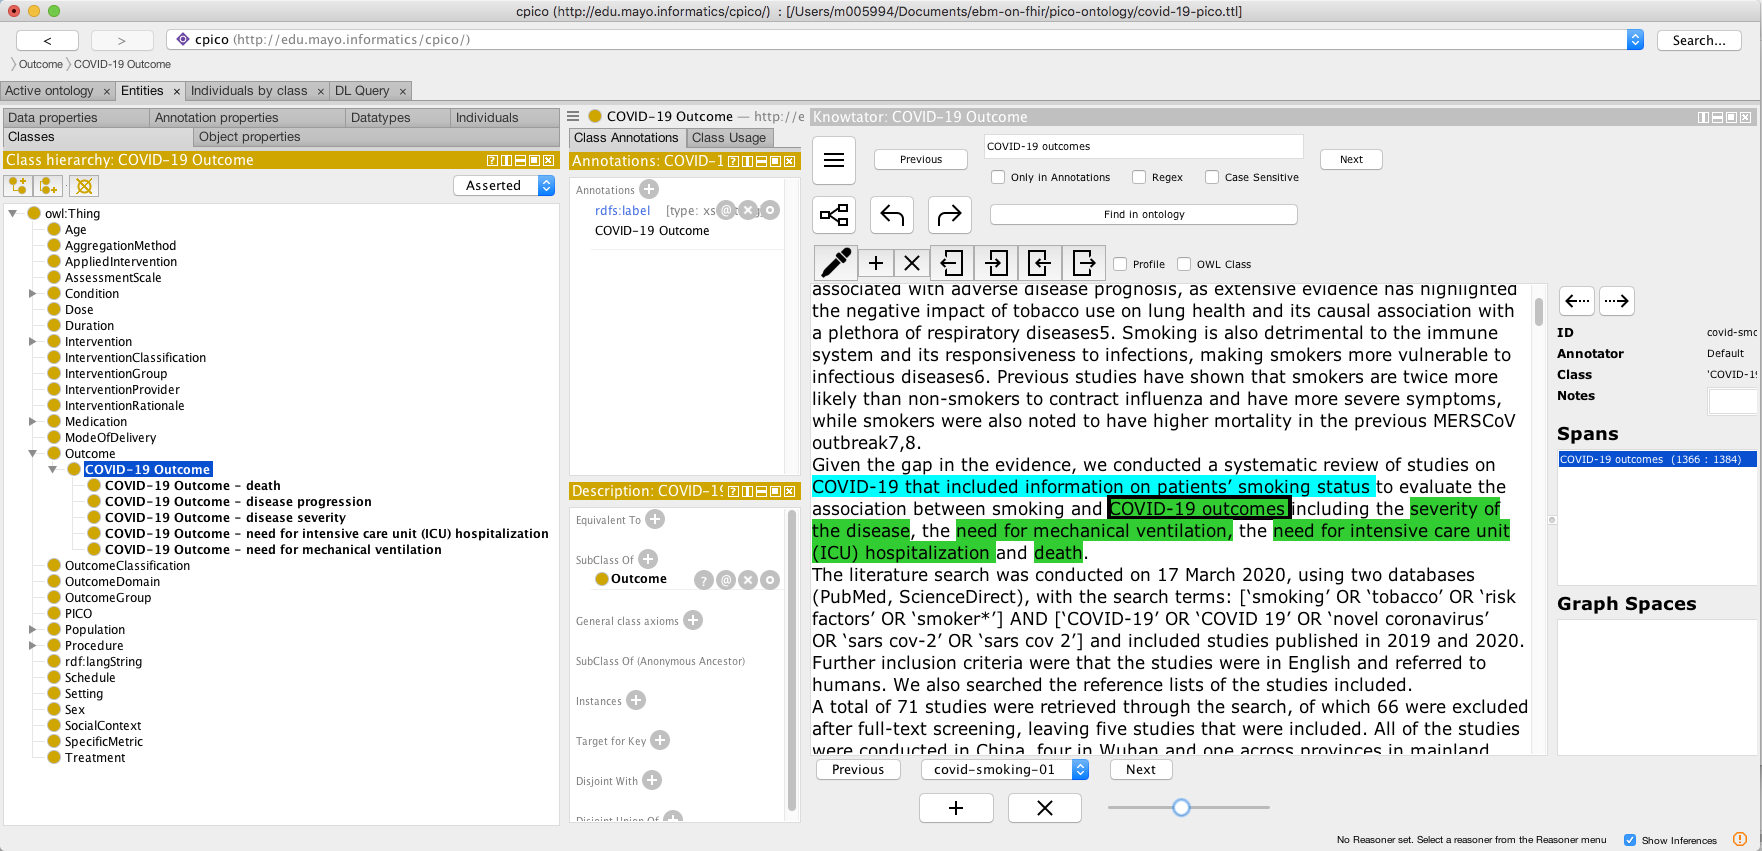 cpico (http://edu.mayo.informatics/cpico/)  : [/Users/m005994/Documents/ebm-on-fhir/pico-ontology/covid-19-pico.ttl]
< > cpico (http://edu.mayo.informatics/cpico/) Search...
〉Outcome 〉COVID-19 Outcome
Active ontology × Entities × Individuals by class × DL Query ×
Data properties Annotation properties Datatypes Individuals
Classes Object properties
Class hierarchy: COVID-19 Outcome
Asserted
owl:Thing
Age
AggregationMethod
AppliedIntervention
AssessmentScale
Condition
Dose
Duration
Intervention
InterventionClassification
InterventionGroup
InterventionProvider
InterventionRationale
Medication
ModeOfDelivery
Outcome
COVID-19 Outcome
COVID-19 Outcome - death
COVID-19 Outcome - disease progression
COVID-19 Outcome - disease severity
COVID-19 Outcome - need for intensive care unit (ICU) hospitalization
COVID-19 Outcome - need for mechanical ventilation
OutcomeClassification
OutcomeDomain
OutcomeGroup
PICO
Population
Procedure
rdf:langString
Schedule
Setting
Sex
SocialContext
SpecificMetric
Treatment
COVID-19 Outcome — http://e
Class Annotations Class Usage
Annotations: COVID-1
Annotations
rdfs:label [type: xs
COVID-19 Outcome
Description: COVID-19
Equivalent To
SubClass Of
Outcome
General class axioms
SubClass Of (Anonymous Ancestor)
Instances
Target for Key
Disjoint With
Disjoint Union Of
Knowtator: COVID-19 Outcome
Previous COVID-19 outcomes Next
Only in Annotations Regex Case Sensitive
Find in ontology
Profile OWL Class
associated with adverse disease prognosis, as extensive evidence has highlighted
the negative impact of tobacco use on lung health and its causal association with
a plethora of respiratory diseases5. Smoking is also detrimental to the immune
system and its responsiveness to infections, making smokers more vulnerable to
infectious diseases6. Previous studies have shown that smokers are twice more
likely than non-smokers to contract influenza and have more severe symptoms,
while smokers were also noted to have higher mortality in the previous MERSCoV
outbreak7,8.
Given the gap in the evidence, we conducted a systematic review of studies on
COVID-19 that included information on patients’ smoking status to evaluate the
association between smoking and COVID-19 outcomes including the severity of
the disease, the need for mechanical ventilation, the need for intensive care unit
(ICU) hospitalization and death.
The literature search was conducted on 17 March 2020, using two databases
(PubMed, ScienceDirect), with the search terms: [‘smoking’ OR ‘tobacco’ OR ‘risk
factors’ OR ‘smoker*’] AND [‘COVID-19’ OR ‘COVID 19’ OR ‘novel coronavirus’
OR ‘sars cov-2’ OR ‘sars cov 2’] and included studies published in 2019 and 2020.
Further inclusion criteria were that the studies were in English and referred to
humans. We also searched the reference lists of the studies included.
A total of 71 studies were retrieved through the search, of which 66 were excluded
after full-text screening, leaving five studies that were included. All of the studies
were conducted in China, four in Wuhan and one across provinces in mainland
Previous covid-smoking-01 Next
ID covid-smo
Annotator Default
Class 'COVID-19
Notes
Spans
COVID-19 outcomes (1366 : 1384)
Graph Spaces
No Reasoner set. Select a reasoner from the Reasoner menu Show Inferences